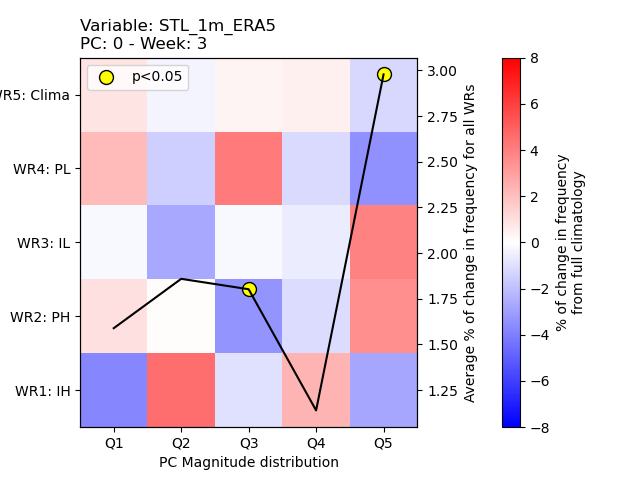 Variable: STL_1m_ERA5
PC: 0 - Week: 3
p<0.05
WR5: Clima
WR4: PL
WR3: IL
WR2: PH
WR1: IH
Q1 Q2 Q3 Q4 Q5
PC Magnitude distribution
3.00
2.75
2.50
2.25
2.00
1.75
1.50
1.25
Average % of change in frequency for all WRs
8
6
4
2
0
−2
−4
−6
−8
% of change in frequency
from full climatology